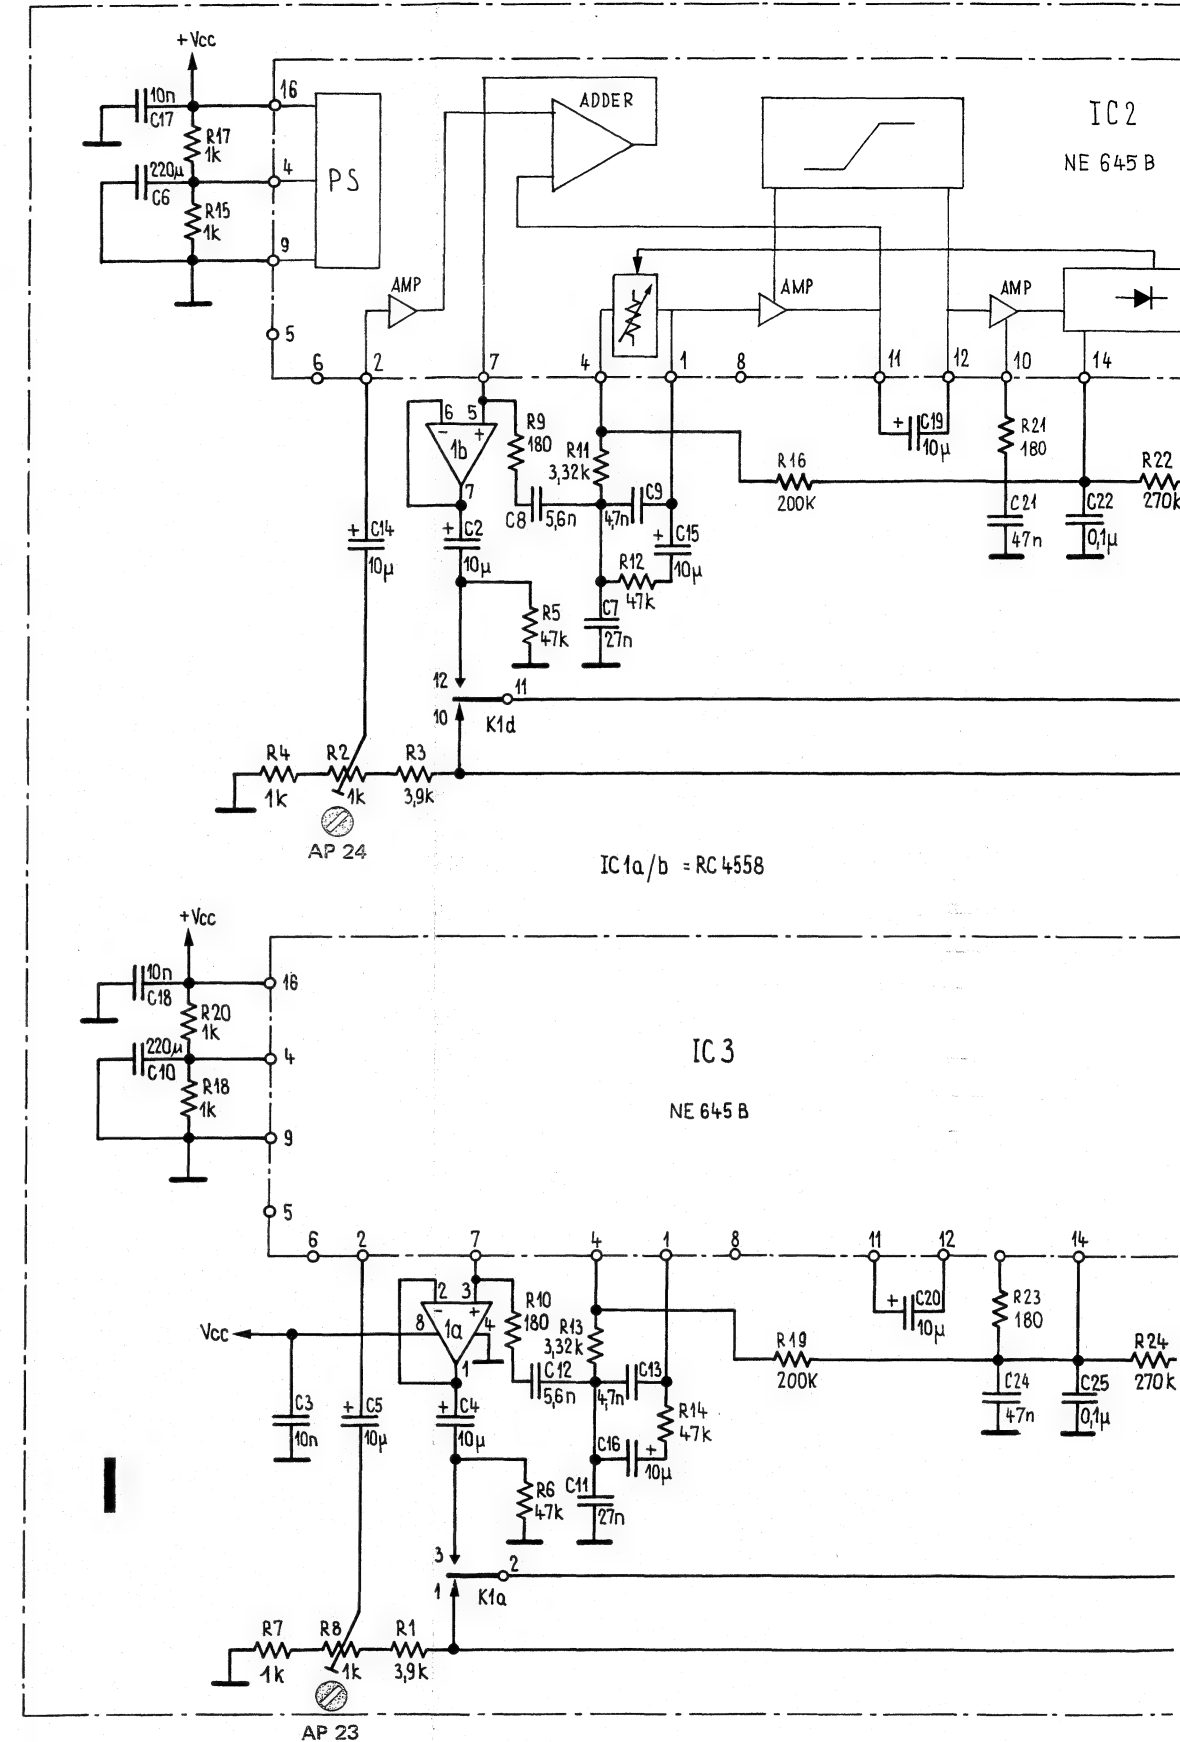 +Vcc
10n
C17
R17
1k
220µ
C6
R15
1k
16
4
9
5
PS
ADDER
IC2
NE 645 B
AMP
AMP
AMP
6
2
7
4
1
8
11
12
10
14
6
5
1b
7
R9
180
R11
3,32k
C9
4,7n
C8
5,6n
R16
200K
C19
10µ
R21
180
R22
270k
C21
47n
C22
0,1µ
C14
10µ
C2
10µ
C15
10µ
R12
47k
C7
27n
R5
47k
12
11
10
K1d
R4
1k
R2
1k
R3
3,9k
AP 24
IC1a/b = RC4558
+Vcc
10n
C18
R20
1k
220µ
C10
R18
1k
16
4
9
5
IC3
NE 645 B
6
2
7
4
1
8
11
12
14
2
3
8
4
1a
1
Vcc
R10
180
R13
3,32k
C12
5,6n
C13
4,7n
R19
200K
C20
10µ
R23
180
R24
270k
C24
47n
C25
0,1µ
C3
10n
C5
10µ
C4
10µ
R14
47k
C16
10µ
C11
27n
R6
47k
3
2
1
K1a
R7
1k
R8
1k
R1
3,9k
AP 23
+
+
+
+
+
+
+
+
-
+
-
+